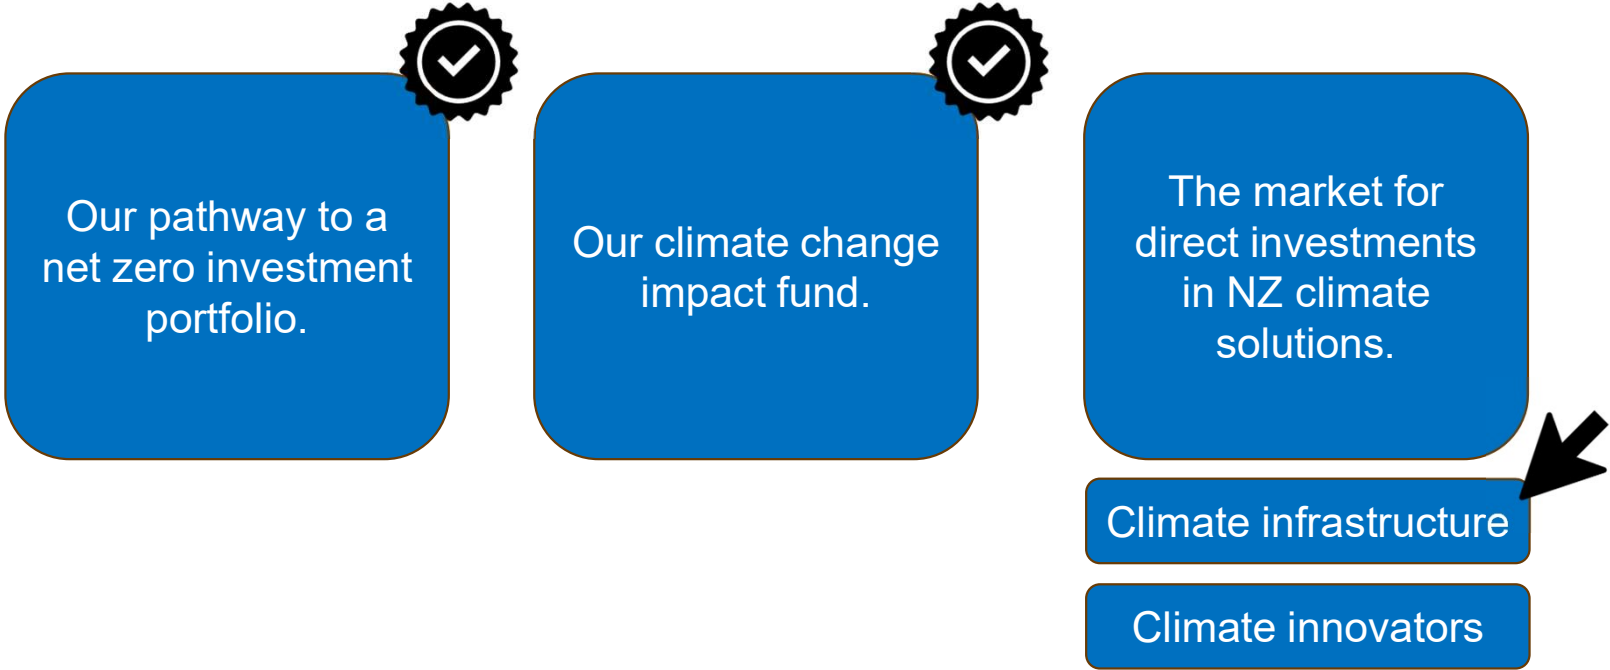 Our pathway to a
net zero investment
portfolio.
Our climate change
impact fund.
The market for
direct investments
in NZ climate
solutions.
Climate infrastructure
Climate innovators